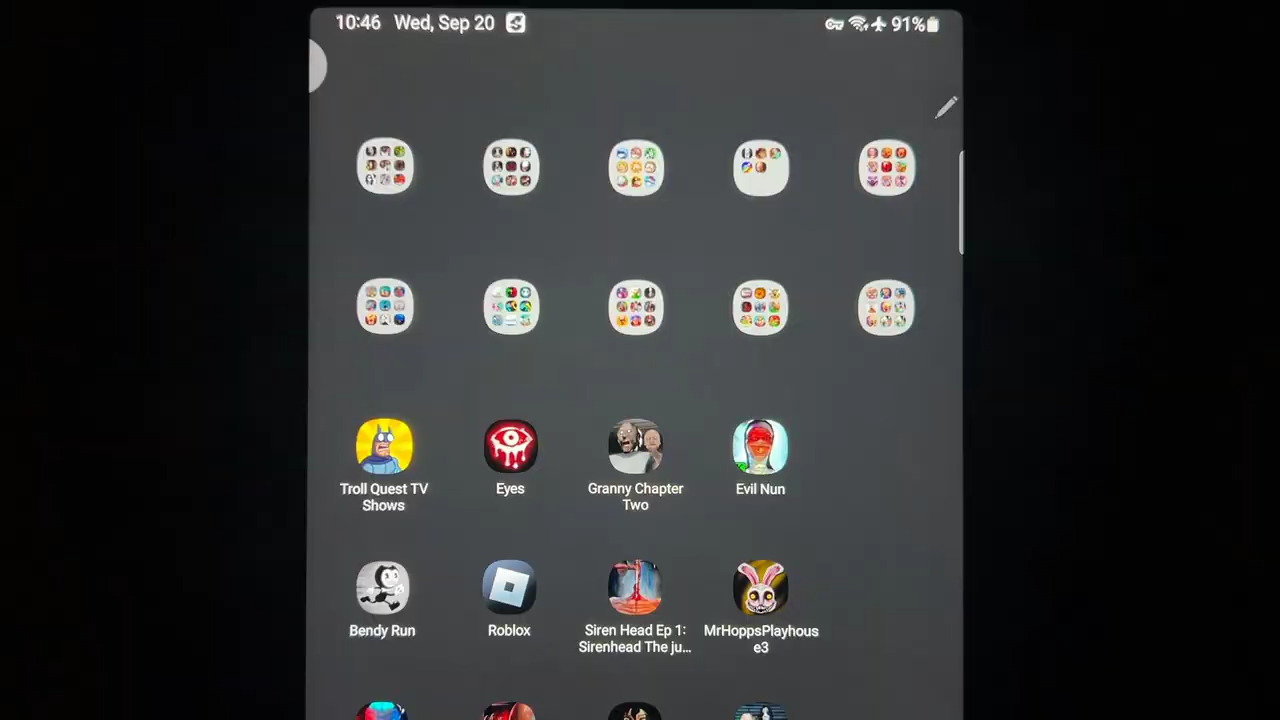 10:46 Wed, Sep 20 91%
Troll Quest TV
Shows
Eyes
Granny Chapter
Two
Evil Nun
Bendy Run
Roblox
Siren Head Ep 1:
Sirenhead The ju...
MrHoppsPlayhous
e3